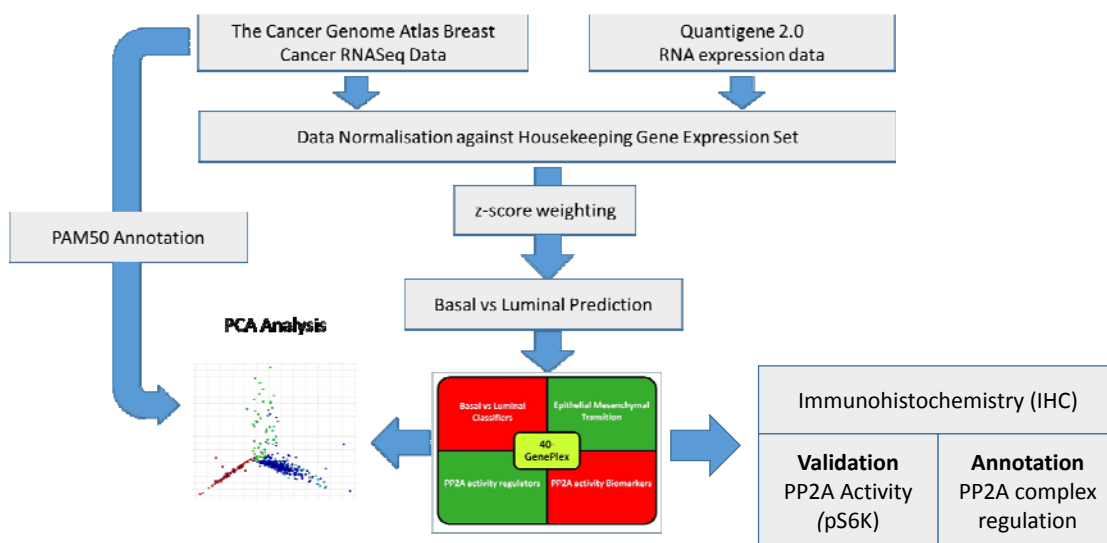 The Cancer Genome Atlas Breast
Cancer RNASeq Data
Quantigene 2.0
RNA expression data
Data Normalisation against Housekeeping Gene Expression Set
z-score weighting
PAM50 Annotation
Basal vs Luminal Prediction
PCA Analysis
Basal vs Luminal
Classifiers
Epithelial Mesenchymal
Transition
40-
GenePlex
PP2A activity regulators
PP2A activity Biomarkers
Immunohistochemistry (IHC)
Validation
PP2A Activity
(pS6K)
Annotation
PP2A complex
regulation